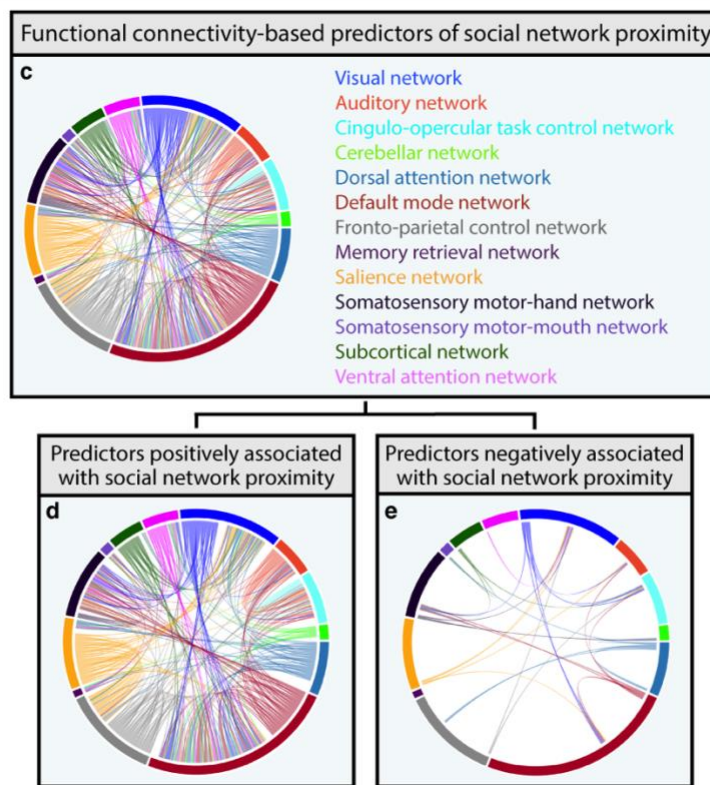 Functional connectivity-based predictors of social network proximity
c
Visual network
Auditory network
Cingulo-opercular task control network
Cerebellar network
Dorsal attention network
Default mode network
Fronto-parietal control network
Memory retrieval network
Salience network
Somatosensory motor-hand network
Somatosensory motor-mouth network
Subcortical network
Ventral attention network
Predictors positively associated
with social network proximity
d
Predictors negatively associated
with social network proximity
e